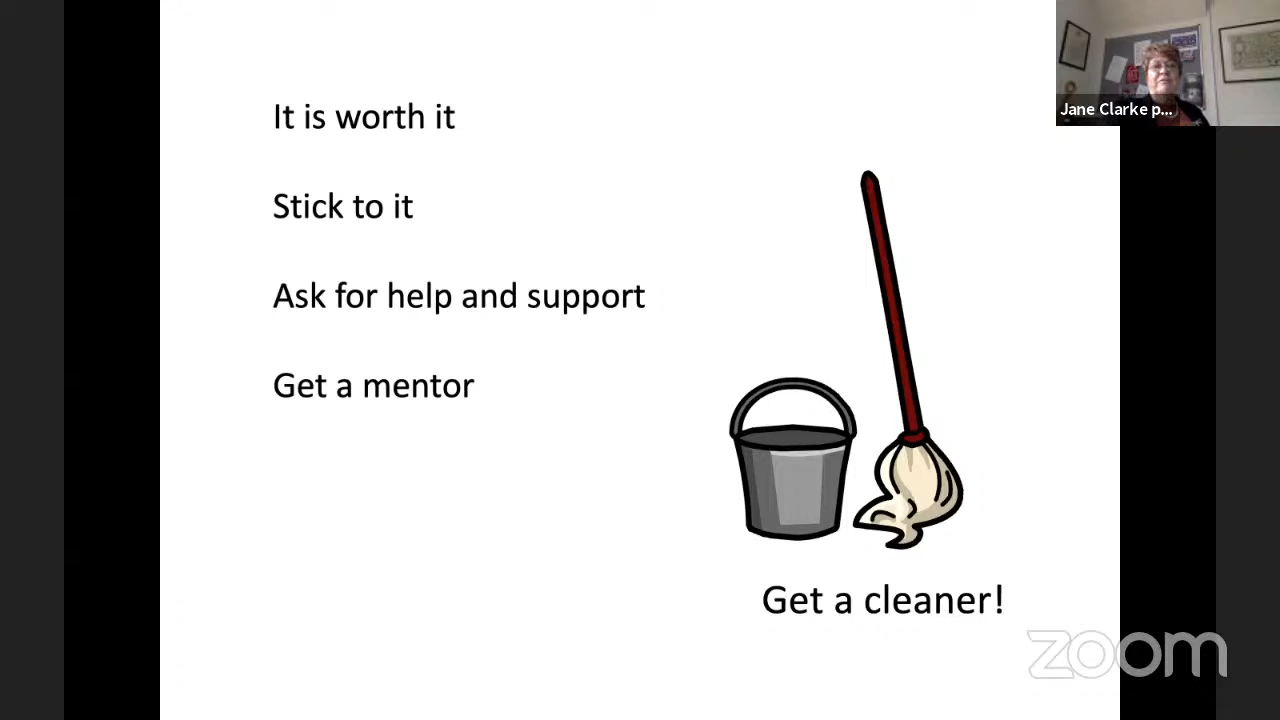 It is worth it
Stick to it
Ask for help and support
Get a mentor
Get a cleaner!
Jane Clarke p...
zoom